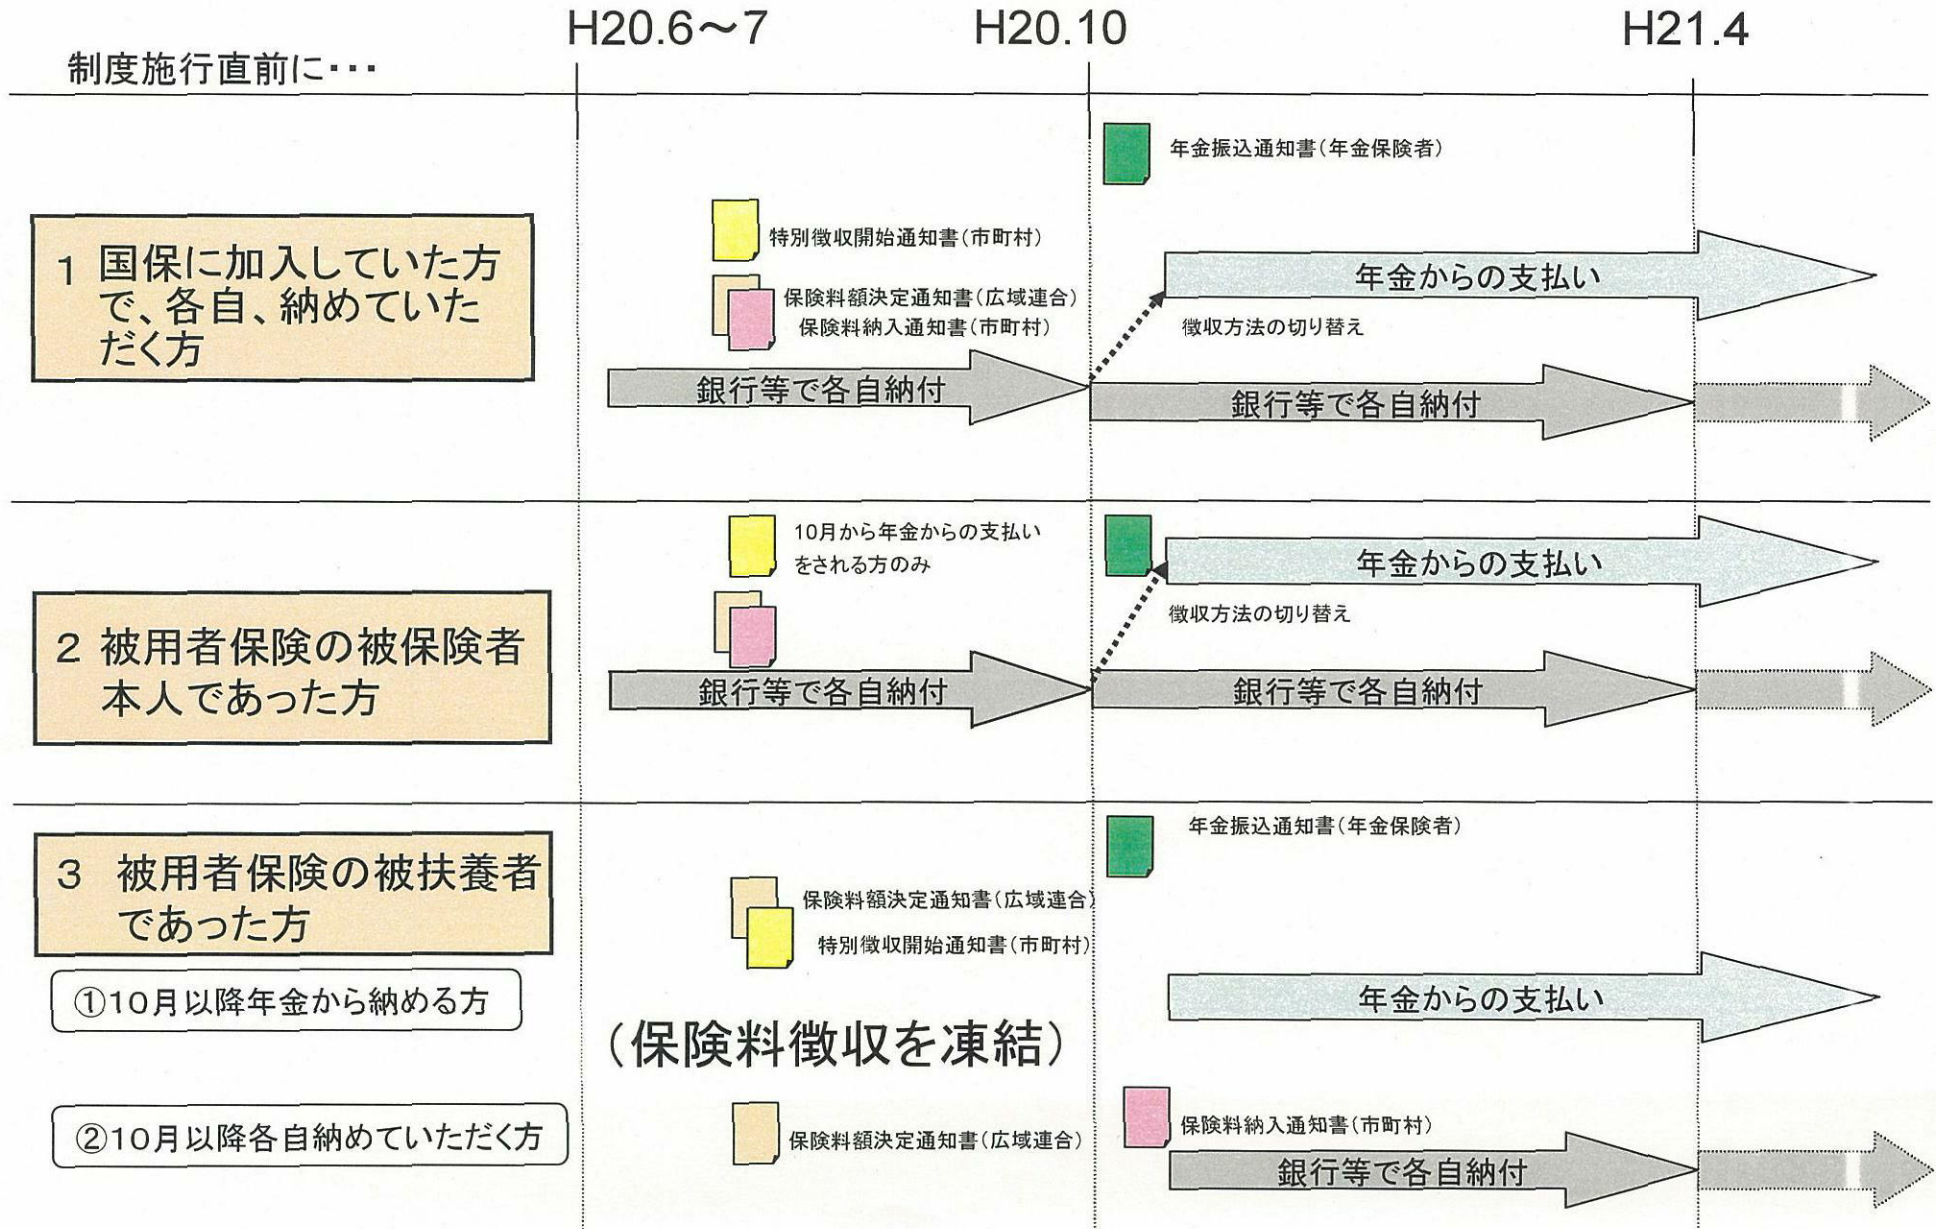 H20.6～7
H20.10
H21.4
制度施行直前に・・・
年金振込通知書(年金保険者)
1 国保に加入していた方
で、各自、納めていた
だく方
特別徴収開始通知書(市町村)
保険料額決定通知書(広域連合)
保険料納入通知書(市町村)
年金からの支払い
徴収方法の切り替え
銀行等で各自納付
銀行等で各自納付
10月から年金からの支払い
をされる方のみ
年金からの支払い
徴収方法の切り替え
2 被用者保険の被保険者
本人であった方
銀行等で各自納付
銀行等で各自納付
年金振込通知書(年金保険者)
3 被用者保険の被扶養者
であった方
保険料額決定通知書(広域連合)
特別徴収開始通知書(市町村)
①10月以降年金から納める方
年金からの支払い
(保険料徴収を凍結)
②10月以降各自納めていただく方
保険料額決定通知書(広域連合)
保険料納入通知書(市町村)
銀行等で各自納付